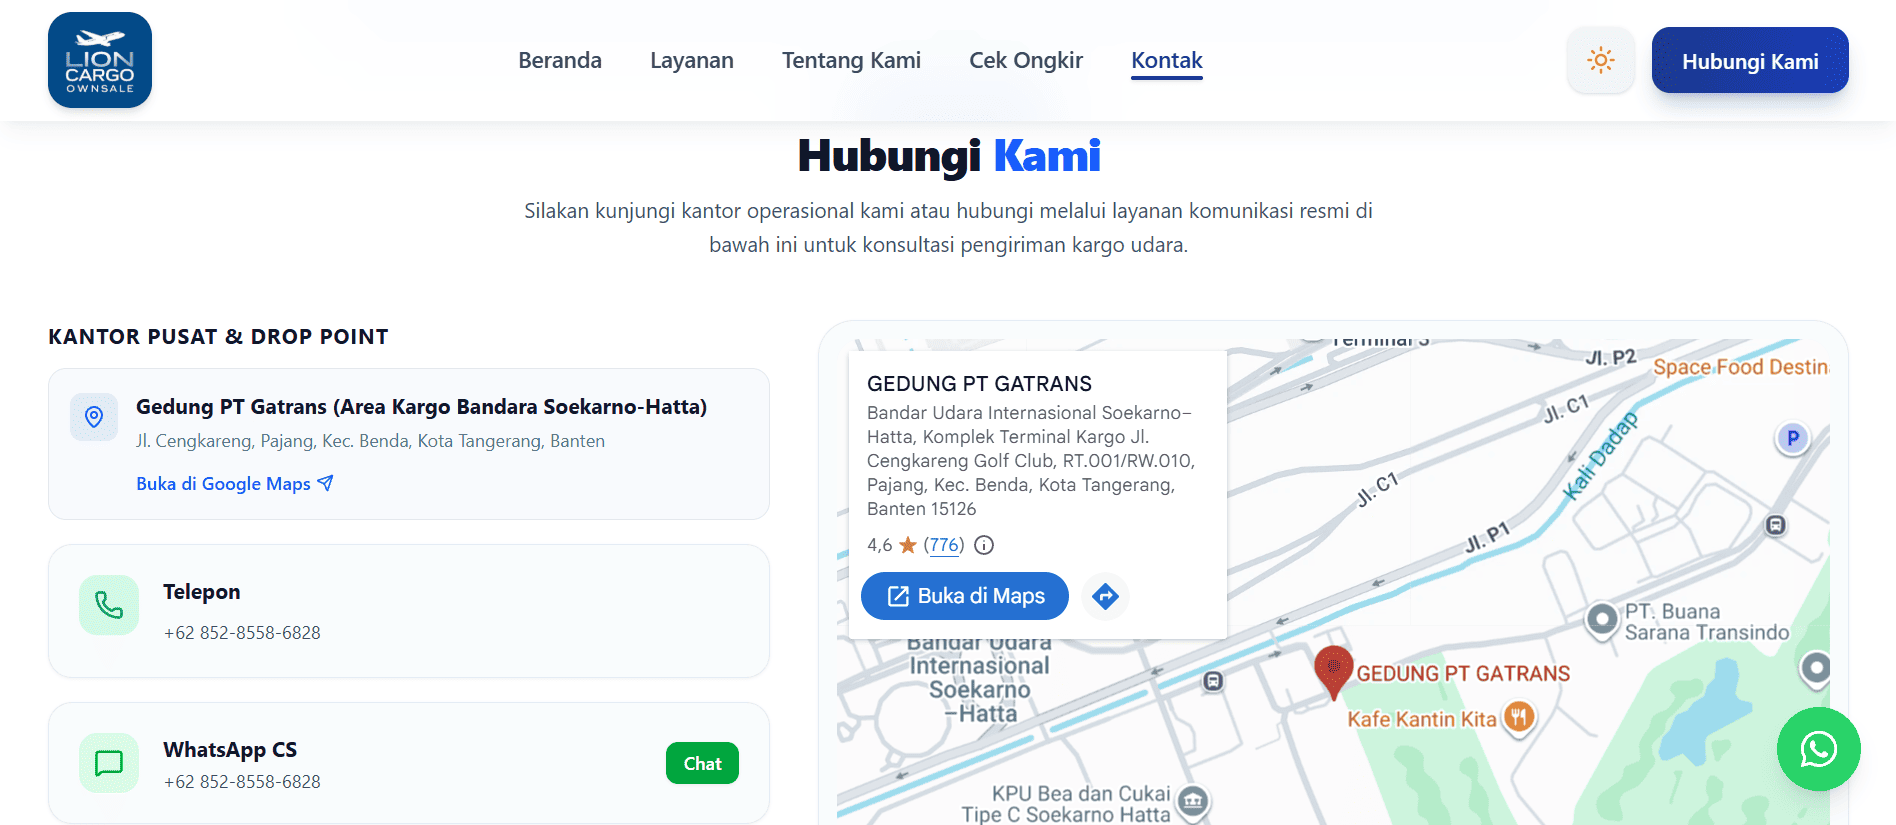 LION
CARGO
OWNSALE
Beranda
Layanan
Tentang Kami
Cek Ongkir
Kontak
Hubungi Kami
Hubungi Kami
Silakan kunjungi kantor operasional kami atau hubungi melalui layanan komunikasi resmi di
bawah ini untuk konsultasi pengiriman kargo udara.
KANTOR PUSAT & DROP POINT
Gedung PT Gatrans (Area Kargo Bandara Soekarno-Hatta)
Jl. Cengkareng, Pajang, Kec. Benda, Kota Tangerang, Banten
Buka di Google Maps
Telepon
+62 852-8558-6828
WhatsApp CS
+62 852-8558-6828
Chat
GEDUNG PT GATRANS
Bandar Udara Internasional Soekarno–
Hatta, Komplek Terminal Kargo Jl.
Cengkareng Golf Club, RT.001/RW.010,
Pajang, Kec. Benda, Kota Tangerang,
Banten 15126
4,6 ★ (776)
Buka di Maps
Terminal 3
Jl. P2
Space Food Destin
Jl. C1
Kali Dadap
P
Jl. C1
Jl. P1
PT. Buana
Sarana Transindo
Bandar Udara
Internasional
Soekarno
–Hatta
GEDUNG PT GATRANS
Kafe Kantin Kita
KPU Bea dan Cukai
Tipe C Soekarno Hatta